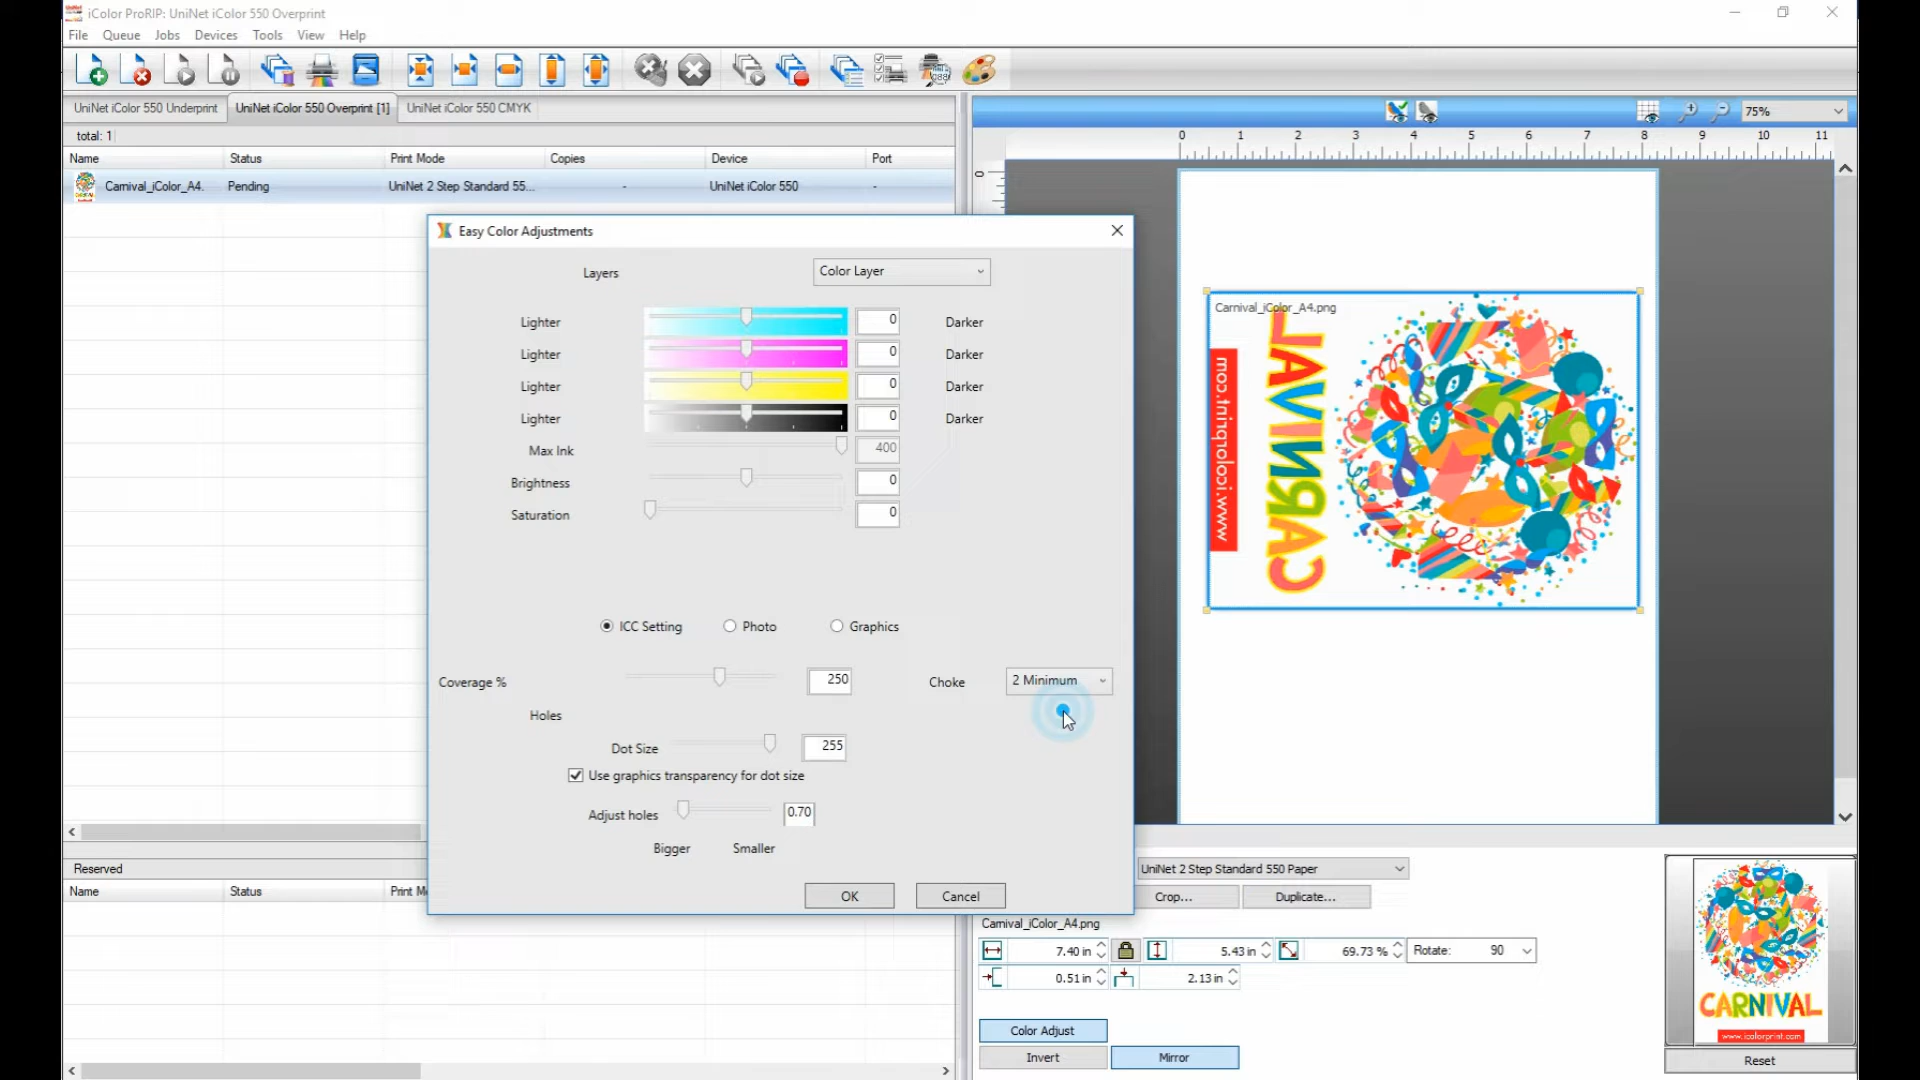 iColor ProRIP: UniNet iColor 550 Overprint
File Queue Jobs Devices Tools View Help
UniNet iColor 550 Underprint UniNet iColor 550 Overprint [1] UniNet iColor 550 CMYK
75%
total: 1
0 1 2 3 4 5 6 7 8 9 10 11
Name Status Print Mode Copies Device Port
Carnival_iColor_A4. Pending UniNet 2 Step Standard 55... - UniNet iColor 550 -
0
Easy Color Adjustments
Layers Color Layer
Lighter 0 Darker
Lighter 0 Darker
Lighter 0 Darker
Lighter 0 Darker
Max Ink 400
Brightness 0
Saturation 0
ICC Setting Photo Graphics
Coverage % 250 Choke 2 Minimum
Holes
Dot Size 255
Use graphics transparency for dot size
Adjust holes 0.70
Bigger Smaller
OK Cancel
Carnival_iColor_A4.png
CARNIVAL
www.icolorprint.com
Reserved
Name Status Print M
UniNet 2 Step Standard 550 Paper
Crop... Duplicate...
Carnival_iColor_A4.png
7.40 in 5.43 in 69.73 % Rotate: 90
0.51 in 2.13 in
Color Adjust
Invert Mirror
CARNIVAL
www.icolorprint.com
Reset